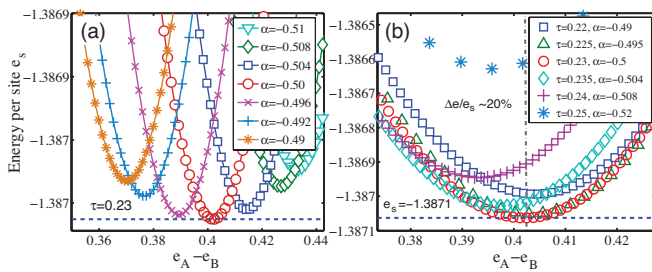 (a)
Energy per site e_s
−1.3869
−1.3869
−1.387
−1.387
α=−0.51
α=−0.508
α=−0.504
α=−0.50
α=−0.496
α=−0.492
α=−0.49
τ=0.23
0.36
0.38
0.4
0.42
0.44
e_A−e_B
(b)
−1.3865
−1.3867
−1.3868
−1.3869
−1.387
−1.3871
τ=0.22, α=−0.49
τ=0.225, α=−0.495
τ=0.23, α=−0.5
τ=0.235, α=−0.504
τ=0.24, α=−0.508
τ=0.25, α=−0.52
Δe/e_s ~20%
e_s=−1.3871
0.38
0.39
0.4
0.41
0.42
e_A−e_B